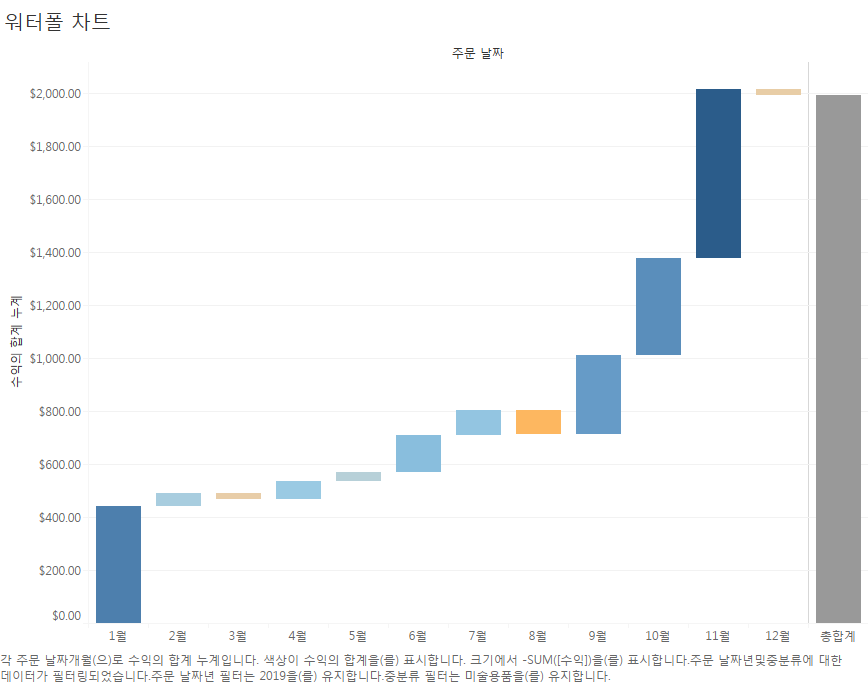 워터폴 차트
주문 날짜
수익의 합계 누계
$2,000.00
$1,800.00
$1,600.00
$1,400.00
$1,200.00
$1,000.00
$800.00
$600.00
$400.00
$200.00
$0.00
1월 2월 3월 4월 5월 6월 7월 8월 9월 10월 11월 12월 총합계
각 주문 날짜개월(으)로 수익의 합계 누계입니다. 색상이 수익의 합계을(를) 표시합니다. 크기에서 -SUM([수익])을(를) 표시합니다.주문 날짜년및중분류에 대한
데이터가 필터링되었습니다.주문 날짜년 필터는 2019을(를) 유지합니다.중분류 필터는 미술용품을(를) 유지합니다.